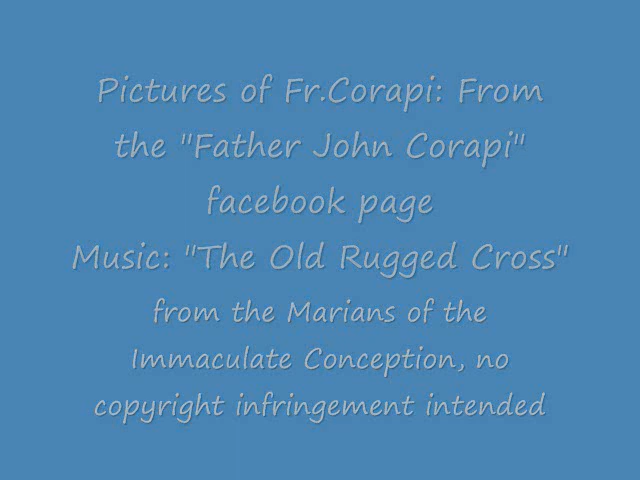 Pictures of Fr.Corapi: From
the "Father John Corapi"
facebook page
Music: "The Old Rugged Cross"
from the Marians of the
Immaculate Conception, no
copyright infringement intended